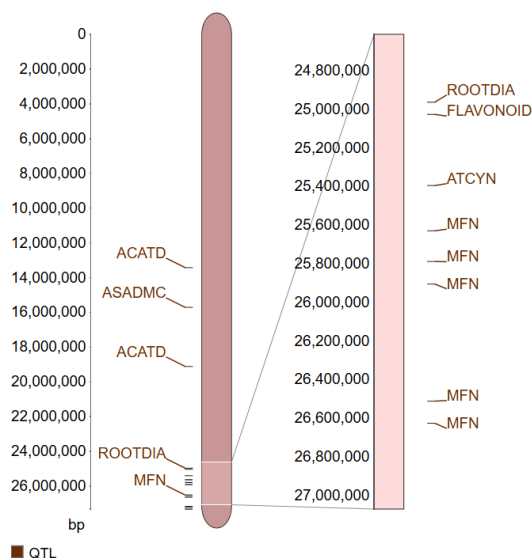 0
2,000,000
4,000,000
6,000,000
8,000,000
10,000,000
12,000,000
14,000,000
16,000,000
18,000,000
20,000,000
22,000,000
24,000,000
26,000,000
bp
ACATD
ASADMC
ACATD
ROOTDIA
MFN
24,800,000
25,000,000
25,200,000
25,400,000
25,600,000
25,800,000
26,000,000
26,200,000
26,400,000
26,600,000
26,800,000
27,000,000
ROOTDIA
FLAVONOID
ATCYN
MFN
MFN
MFN
MFN
MFN
QTL